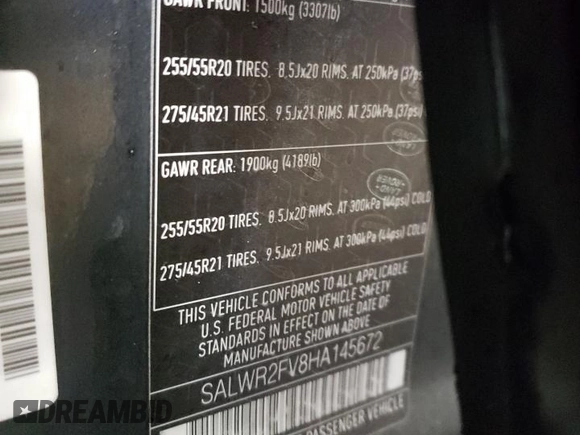 GAWR FRONT: 1500kg (3307lb)
255/55R20 TIRES. 8.5Jx20 RIMS. AT 250kPa (37ps
275/45R21 TIRES. 9.5Jx21 RIMS. AT 250kPa (37psi)
GAWR REAR: 1900kg (4189lb)
255/55R20 TIRES. 8.5Jx20 RIMS. AT 300kPa (44psi) COLD
275/45R21 TIRES. 9.5Jx21 RIMS. AT 300kPa (44psi) COLD
THIS VEHICLE CONFORMS TO ALL APPLICABLE
U.S. FEDERAL MOTOR VEHICLE SAFETY
STANDARDS IN EFFECT ON THE DATE OF
MANUFACTURE SHOWN ABOVE
SALWR2FV8HA145672
PASSENGER VEHICLE
DREAMBID